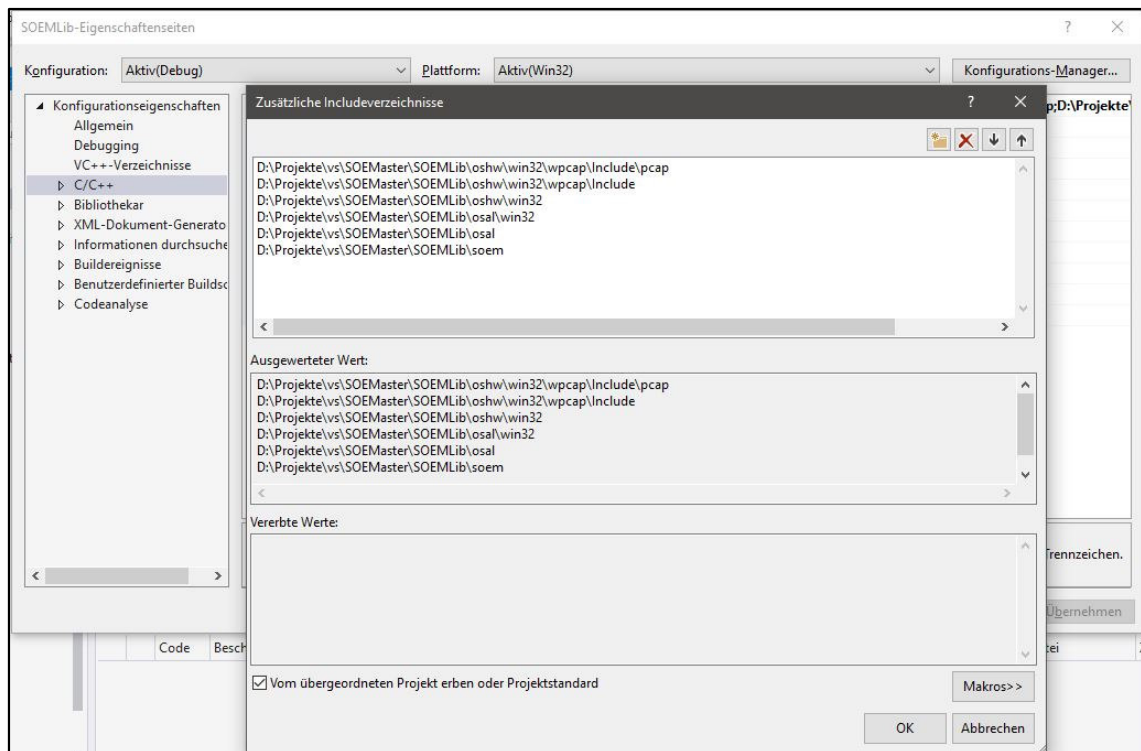 SOEMLib-Eigenschaftenseiten
Konfiguration: Aktiv(Debug) Plattform: Aktiv(Win32) Konfigurations-Manager...
Konfigurationseigenschaften
Allgemein
Debugging
VC++-Verzeichnisse
C/C++
Bibliothekar
XML-Dokument-Generato
Informationen durchsuche
Buildereignisse
Benutzerdefinierter Buildsc
Codeanalyse
p;D:\Projekte\
Zusätzliche Includeverzeichnisse
D:\Projekte\vs\SOEMaster\SOEMLib\oshw\win32\wpcap\Include\pcap
D:\Projekte\vs\SOEMaster\SOEMLib\oshw\win32\wpcap\Include
D:\Projekte\vs\SOEMaster\SOEMLib\oshw\win32
D:\Projekte\vs\SOEMaster\SOEMLib\osal\win32
D:\Projekte\vs\SOEMaster\SOEMLib\osal
D:\Projekte\vs\SOEMaster\SOEMLib\soem
Ausgewerteter Wert:
D:\Projekte\vs\SOEMaster\SOEMLib\oshw\win32\wpcap\Include\pcap
D:\Projekte\vs\SOEMaster\SOEMLib\oshw\win32\wpcap\Include
D:\Projekte\vs\SOEMaster\SOEMLib\oshw\win32
D:\Projekte\vs\SOEMaster\SOEMLib\osal\win32
D:\Projekte\vs\SOEMaster\SOEMLib\osal
D:\Projekte\vs\SOEMaster\SOEMLib\soem
Vererbte Werte:
Vom übergeordneten Projekt erben oder Projektstandard
Makros>>
OK Abbrechen
Trennzeichen.
Übernehmen
Code Besch tei